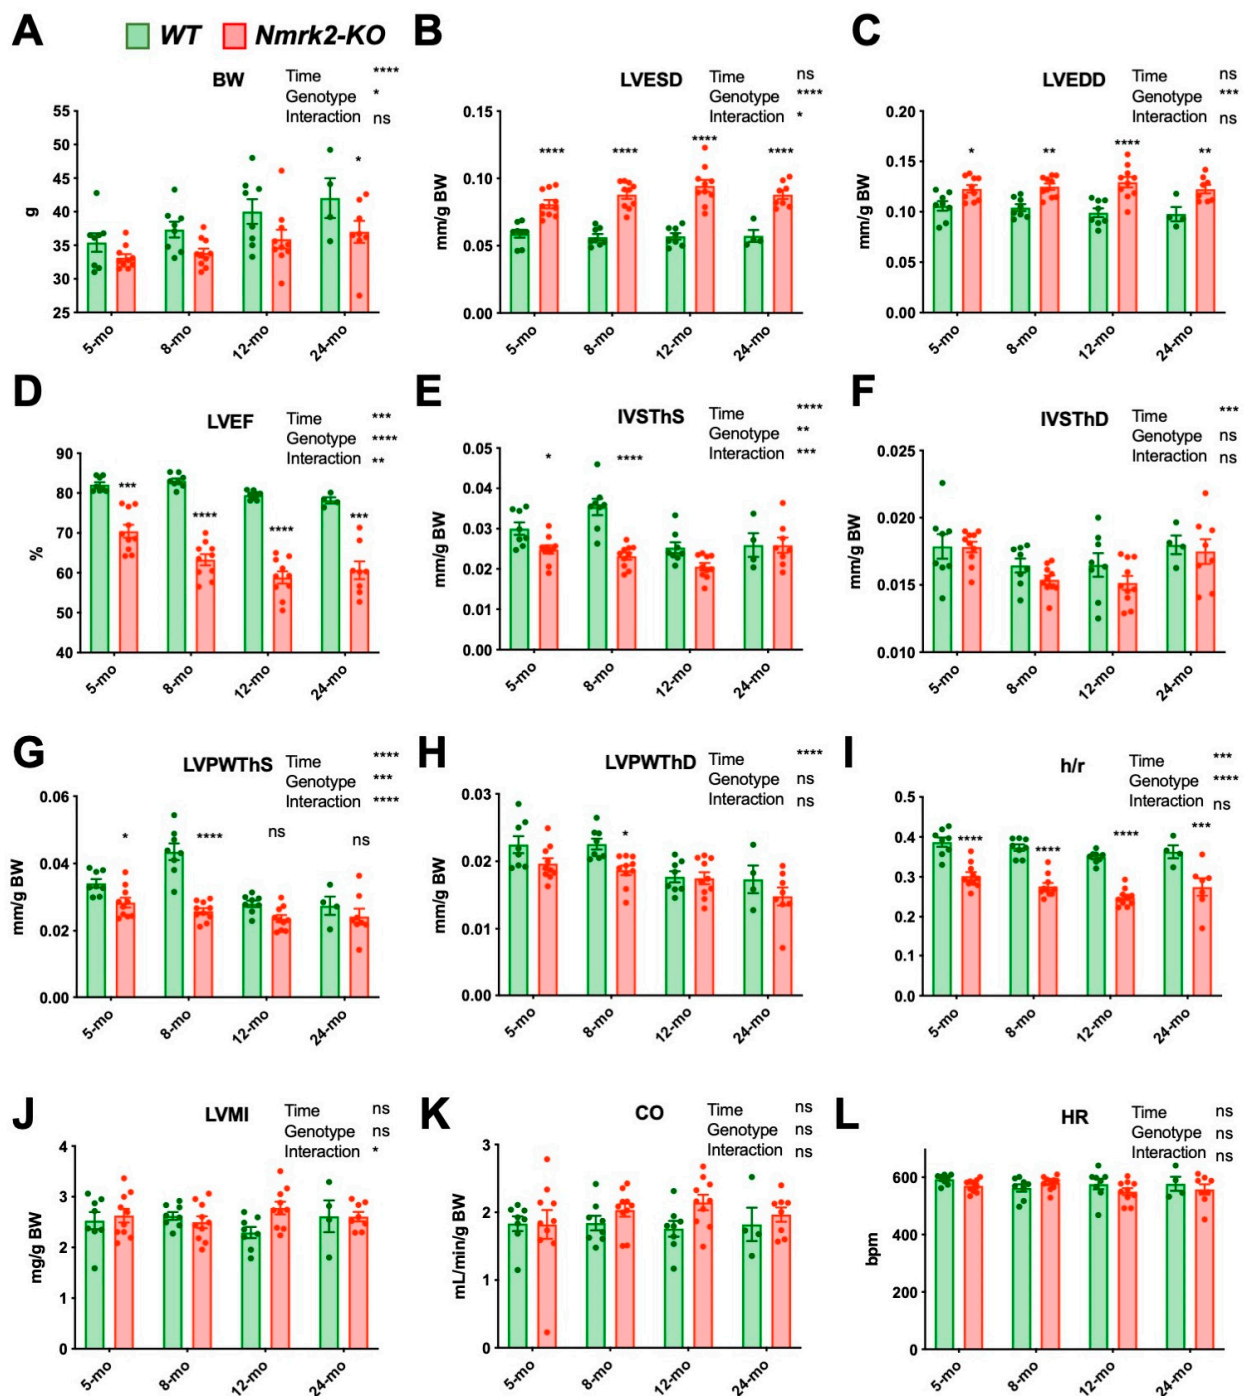 A WT Nmrk2-KO
BW
Time ****
Genotype *
Interaction ns
g
55
50
45
40
35
30
25
*
5-mo 8-mo 12-mo 24-mo
B
LVESD
Time ns
Genotype ****
Interaction *
mm/g BW
0.15
0.10
0.05
0.00
**** **** **** ****
5-mo 8-mo 12-mo 24-mo
C
LVEDD
Time ns
Genotype ***
Interaction ns
mm/g BW
0.20
0.15
0.10
0.05
0.00
* ** **** **
5-mo 8-mo 12-mo 24-mo
D
LVEF
Time ***
Genotype ****
Interaction **
%
90
80
70
60
50
40
*** **** **** ***
5-mo 8-mo 12-mo 24-mo
E
IVSThS
Time ****
Genotype **
Interaction ***
mm/g BW
0.05
0.04
0.03
0.02
0.01
0.00
* ****
5-mo 8-mo 12-mo 24-mo
F
IVSThD
Time ***
Genotype ns
Interaction ns
mm/g BW
0.025
0.020
0.015
0.010
5-mo 8-mo 12-mo 24-mo
G
LVPWThS
Time ****
Genotype ***
Interaction ****
mm/g BW
0.06
0.04
0.02
0.00
* **** ns ns
5-mo 8-mo 12-mo 24-mo
H
LVPWThD
Time ****
Genotype ns
Interaction ns
mm/g BW
0.03
0.02
0.01
0.00
*
5-mo 8-mo 12-mo 24-mo
I
h/r
Time ***
Genotype ****
Interaction ns
0.5
0.4
0.3
0.2
0.0
**** **** **** ***
5-mo 8-mo 12-mo 24-mo
J
LVMI
Time ns
Genotype ns
Interaction *
mg/g BW
4
3
2
1
0
5-mo 8-mo 12-mo 24-mo
K
CO
Time ns
Genotype ns
Interaction ns
mL/min/g BW
3
2
1
0
5-mo 8-mo 12-mo 24-mo
L
HR
Time ns
Genotype ns
Interaction ns
bpm
600
400
200
0
5-mo 8-mo 12-mo 24-mo